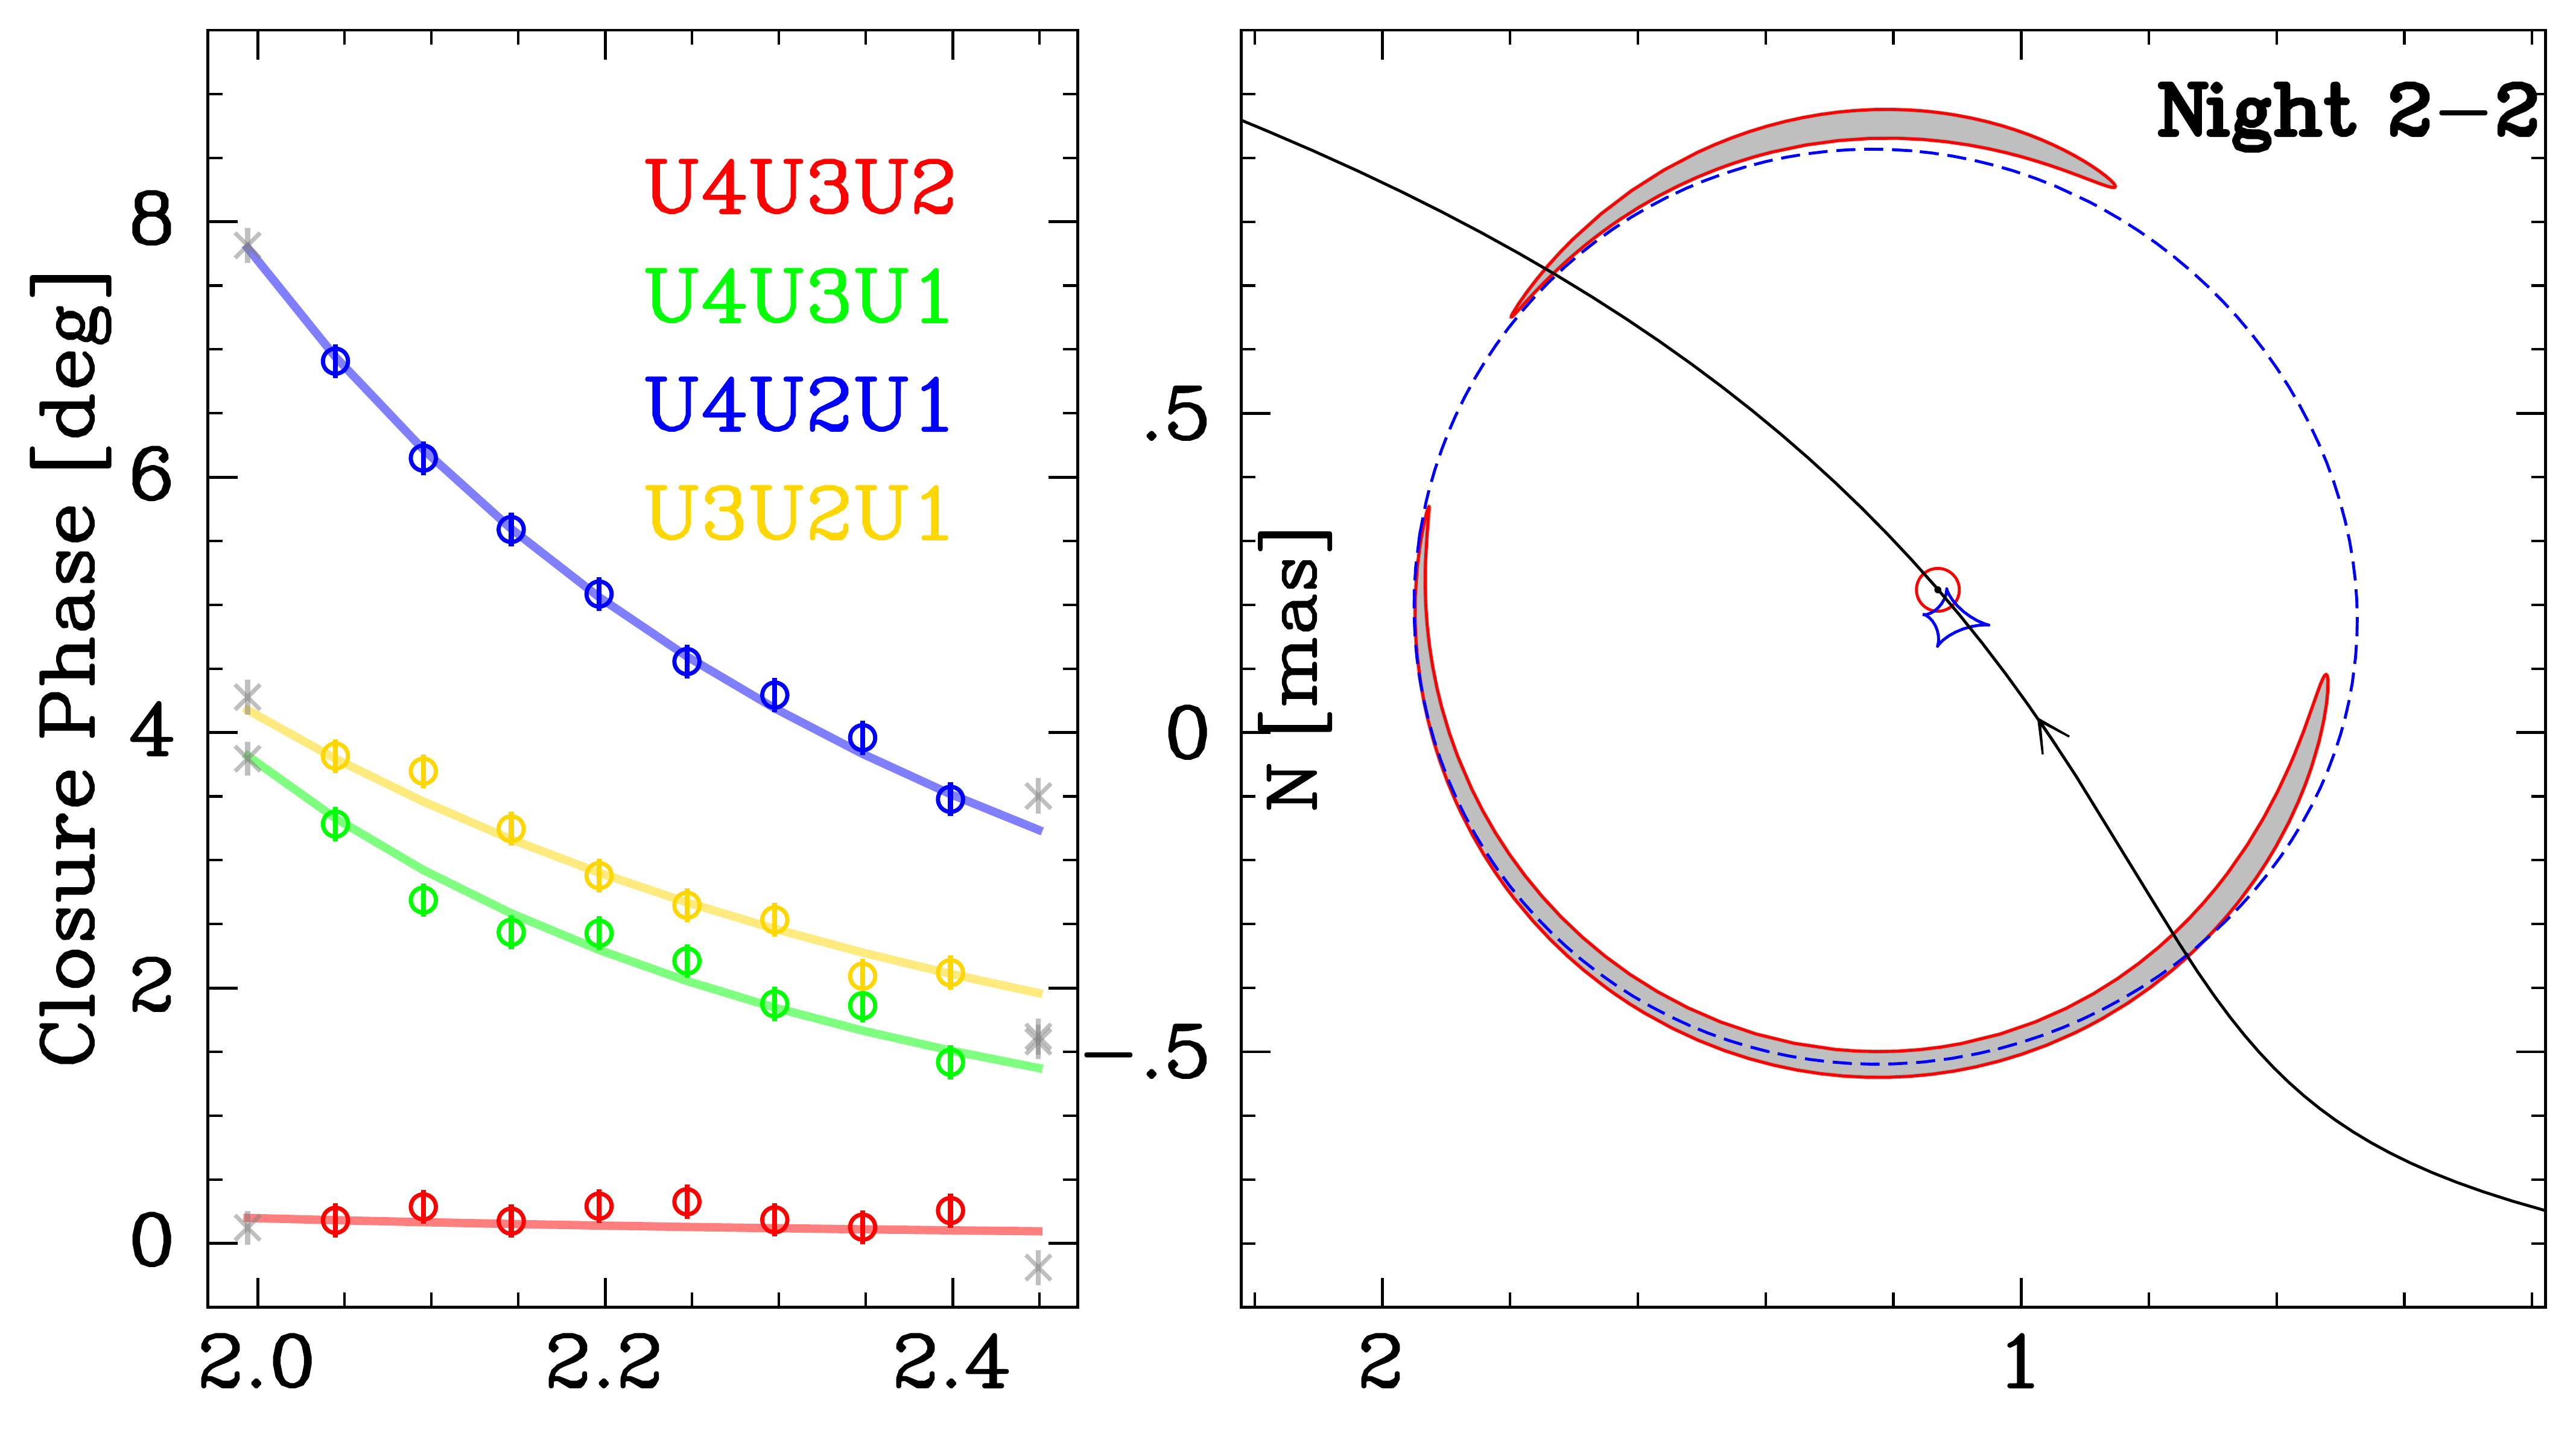 Closure Phase [deg]
8
6
4
2
0
2.0 2.2 2.4
U4U3U2
U4U3U1
U4U2U1
U3U2U1
N [mas]
.5
0
−.5
2 1
Night 2−2